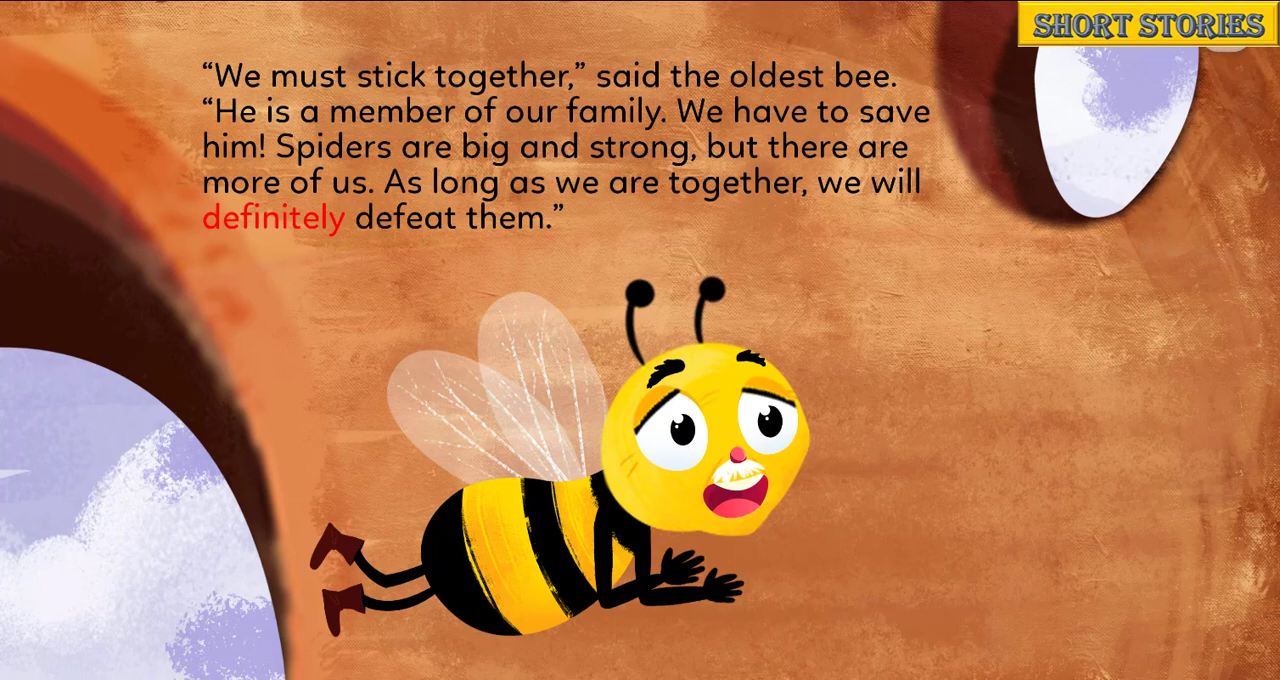 SHORT STORIES
“We must stick together,” said the oldest bee.
“He is a member of our family. We have to save
him! Spiders are big and strong, but there are
more of us. As long as we are together, we will
definitely defeat them.”